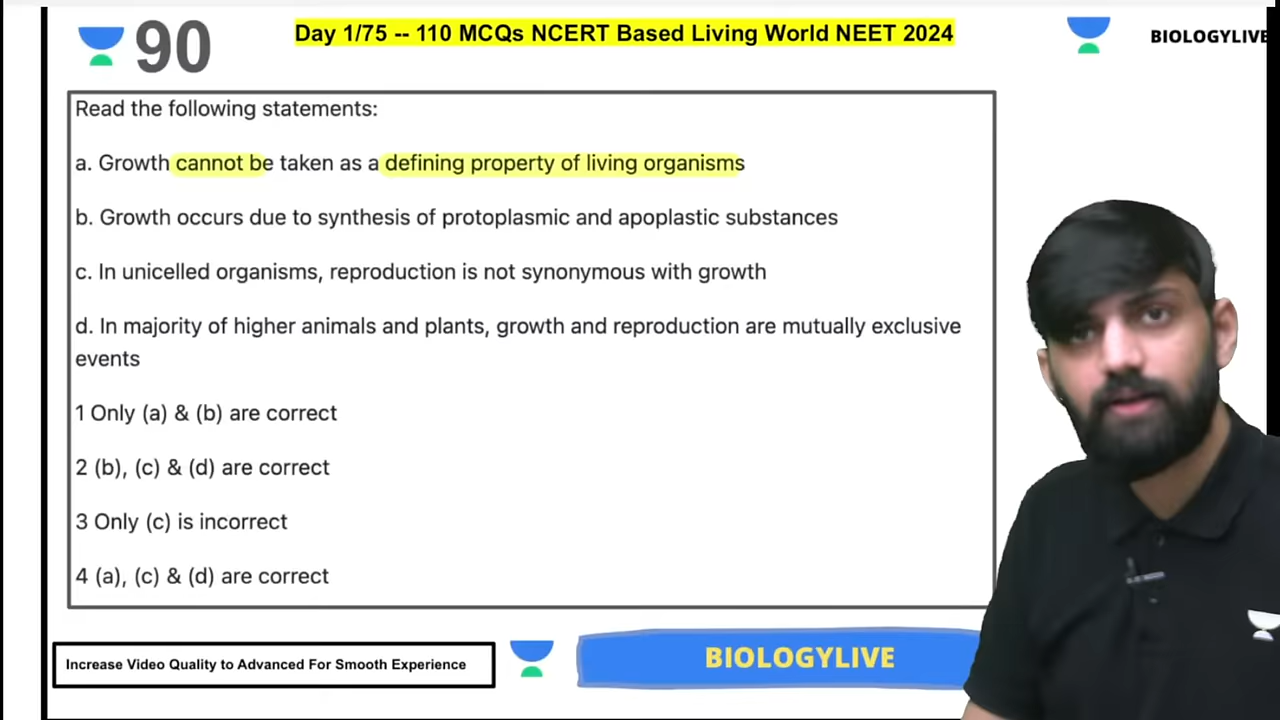 90
Day 1/75 -- 110 MCQs NCERT Based Living World NEET 2024
BIOLOGYLIVE
Read the following statements:
a. Growth cannot be taken as a defining property of living organisms
b. Growth occurs due to synthesis of protoplasmic and apoplastic substances
c. In unicelled organisms, reproduction is not synonymous with growth
d. In majority of higher animals and plants, growth and reproduction are mutually exclusive
events
1 Only (a) & (b) are correct
2 (b), (c) & (d) are correct
3 Only (c) is incorrect
4 (a), (c) & (d) are correct
Increase Video Quality to Advanced For Smooth Experience
BIOLOGYLIVE